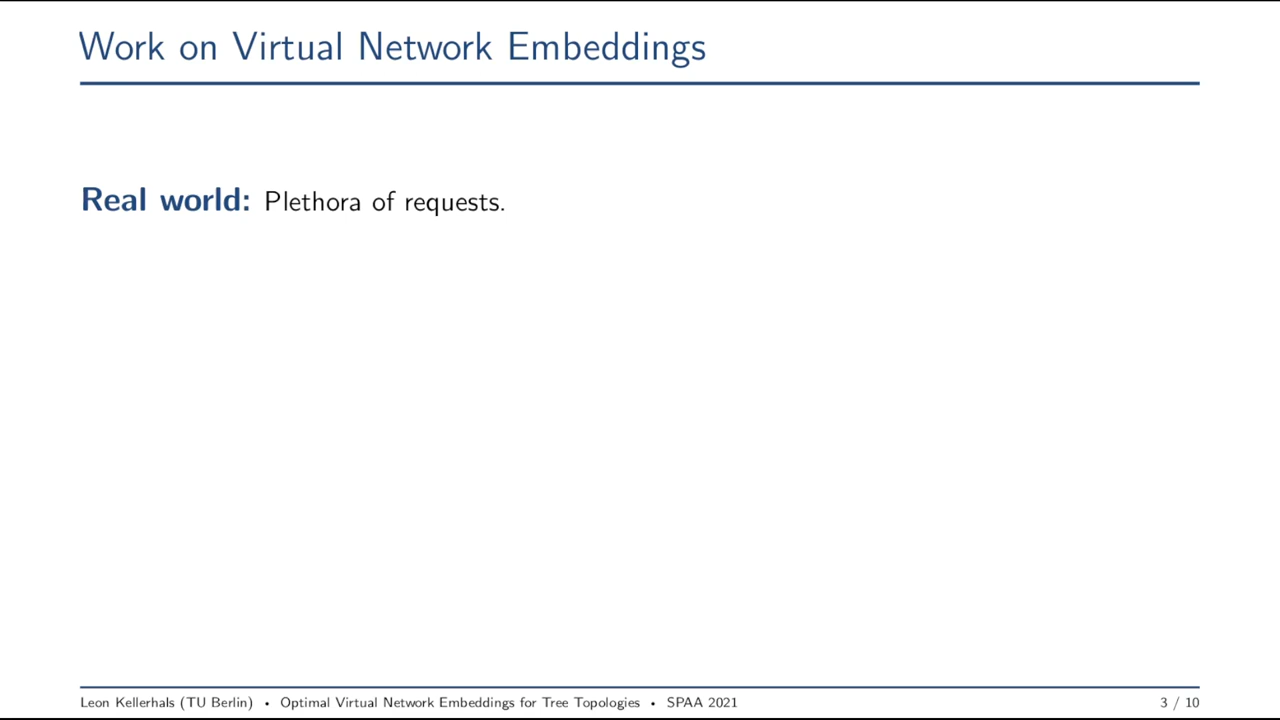 Work on Virtual Network Embeddings
Real world: Plethora of requests.
Leon Kellerhals (TU Berlin) • Optimal Virtual Network Embeddings for Tree Topologies • SPAA 2021 3 / 10